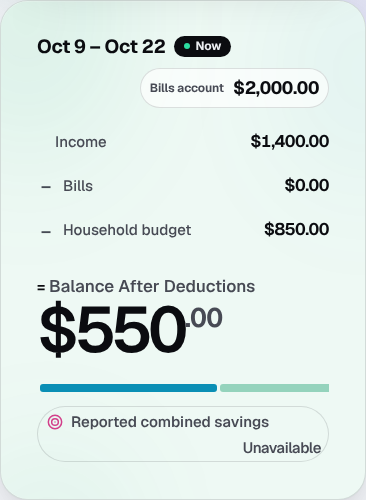 Oct 9 – Oct 22 Now
Bills account $2,000.00
Income $1,400.00
– Bills $0.00
– Household budget $850.00
= Balance After Deductions
$550.00
Reported combined savings
Unavailable